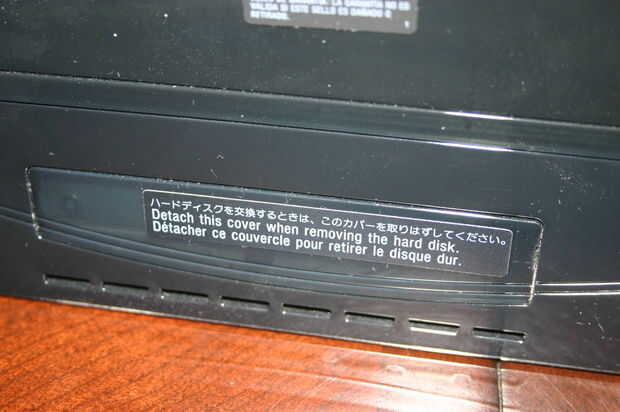 ハードディスクを交換するときは、このカバーを取りはずしてください。
Detach this cover when removing the hard disk.
Détacher ce couvercle pour retirer le disque dur.